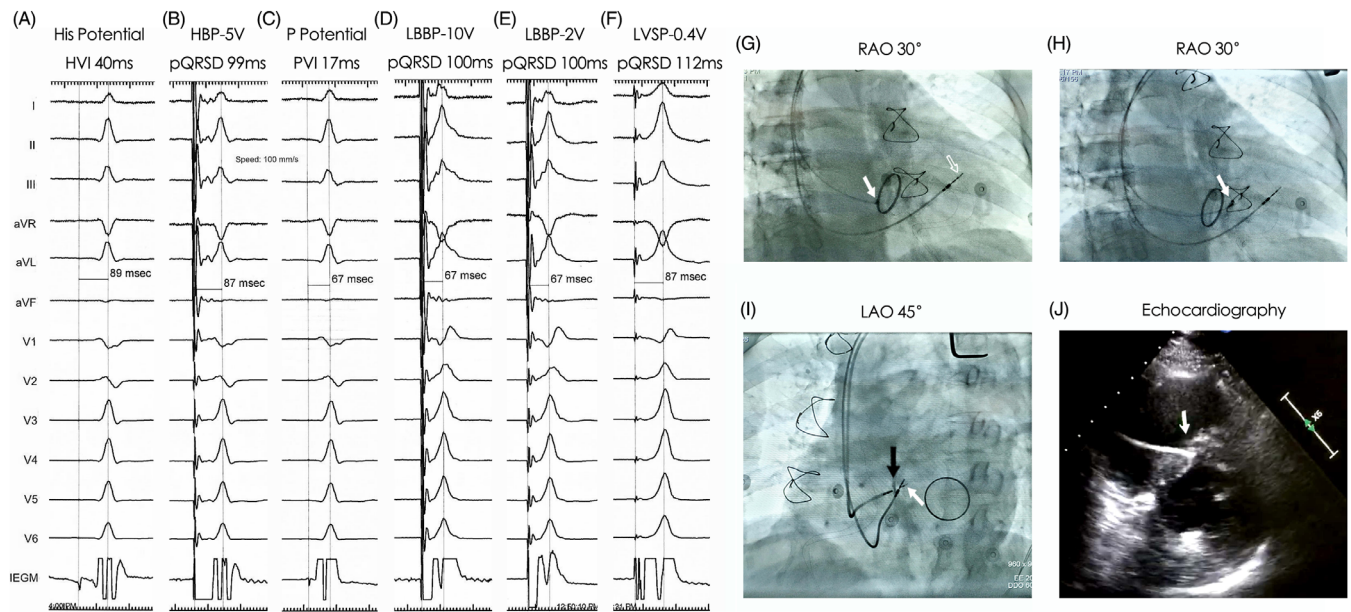 (A)
His Potential
HVI 40ms
(B)
HBP-5V
pQRSD 99ms
(C)
P Potential
PVI 17ms
(D)
LBBP-10V
pQRSD 100ms
(E)
LBBP-2V
pQRSD 100ms
(F)
LVSP-0.4V
pQRSD 112ms
I
II
Iii
aVR
aVL
aVF
V1
V2
V3
V4
V5
V6
IEGM
Speed: 100 mm/s
89 msec
87 msec
67 msec
67 msec
67 msec
87 msec
(G)
RAO 30°
(H)
RAO 30°
(I)
LAO 45°
(J)
Echocardiography
X5